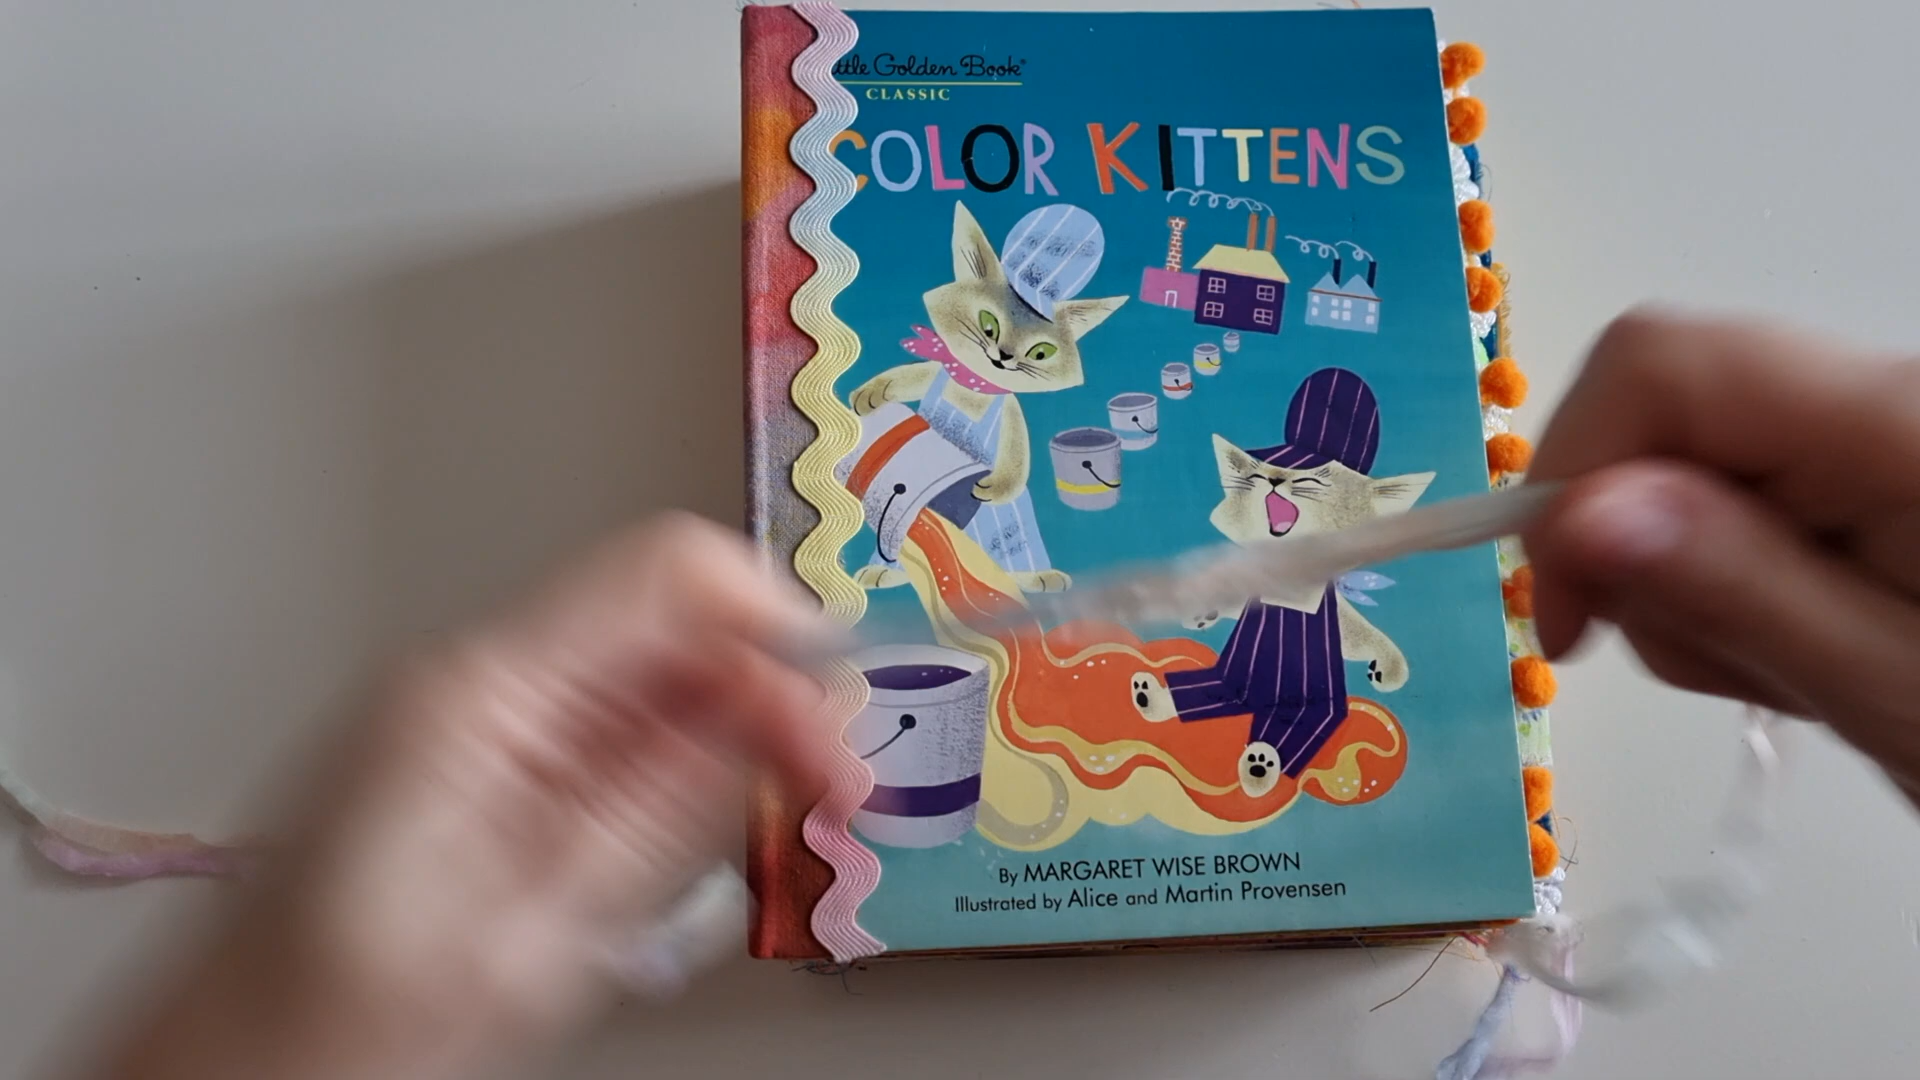 ttle Golden Book®
CLASSIC
COLOR KITTENS
By MARGARET WISE BROWN
Illustrated by Alice and Martin Provensen